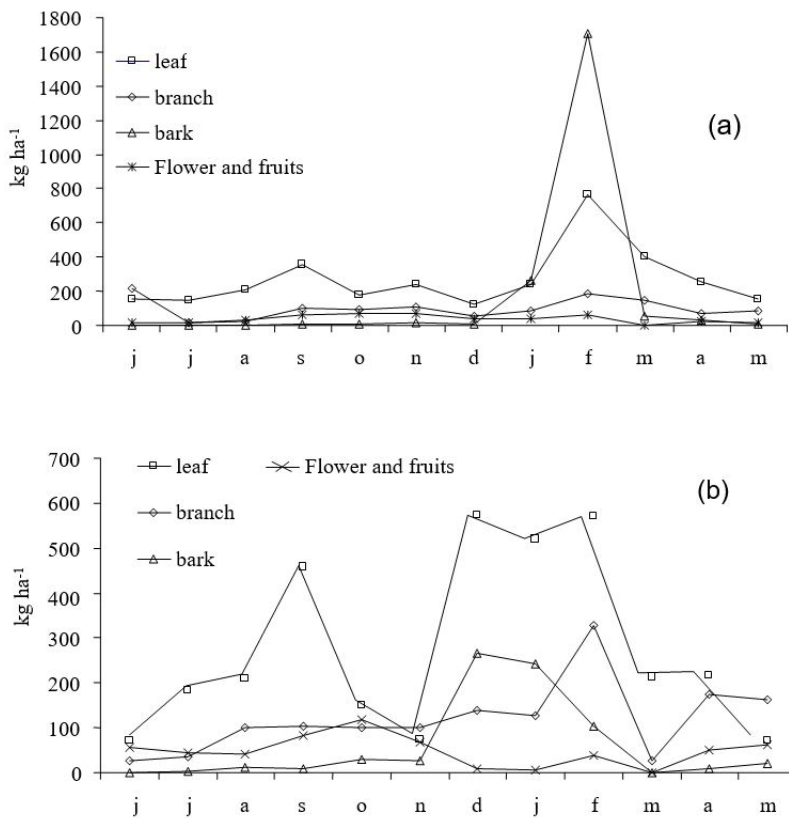 1800
1600
1400
1200
1000
800
600
400
200
0
kg ha⁻¹
leaf
branch
bark
Flower and fruits
(a)
j j a s o n d j f m a m
700
600
500
400
300
200
100
0
kg ha⁻¹
leaf Flower and fruits
branch
bark
(b)
j j a s o n d j f m a m